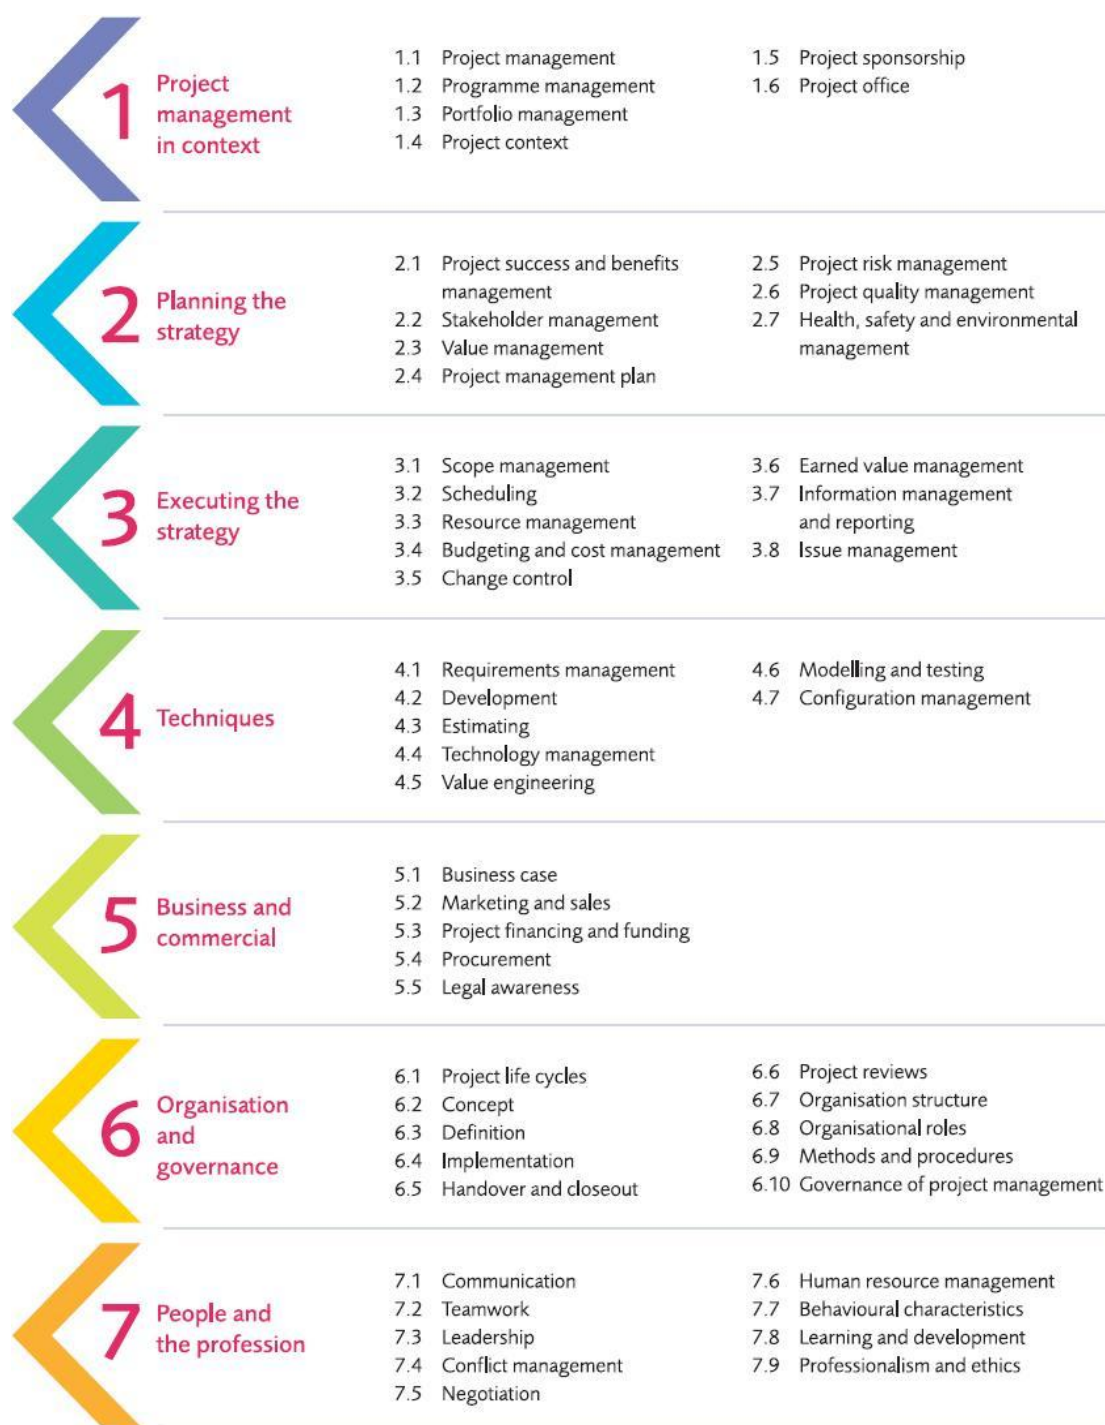 1
Project
management
in context
1.1 Project management
1.2 Programme management
1.3 Portfolio management
1.4 Project context
1.5 Project sponsorship
1.6 Project office
2
Planning the
strategy
2.1 Project success and benefits
management
2.2 Stakeholder management
2.3 Value management
2.4 Project management plan
2.5 Project risk management
2.6 Project quality management
2.7 Health, safety and environmental
management
3
Executing the
strategy
3.1 Scope management
3.2 Scheduling
3.3 Resource management
3.4 Budgeting and cost management
3.5 Change control
3.6 Earned value management
3.7 Information management
and reporting
3.8 Issue management
4
Techniques
4.1 Requirements management
4.2 Development
4.3 Estimating
4.4 Technology management
4.5 Value engineering
4.6 Modelling and testing
4.7 Configuration management
5
Business and
commercial
5.1 Business case
5.2 Marketing and sales
5.3 Project financing and funding
5.4 Procurement
5.5 Legal awareness
6
Organisation
and
governance
6.1 Project life cycles
6.2 Concept
6.3 Definition
6.4 Implementation
6.5 Handover and closeout
6.6 Project reviews
6.7 Organisation structure
6.8 Organisational roles
6.9 Methods and procedures
6.10 Governance of project management
7
People and
the profession
7.1 Communication
7.2 Teamwork
7.3 Leadership
7.4 Conflict management
7.5 Negotiation
7.6 Human resource management
7.7 Behavioural characteristics
7.8 Learning and development
7.9 Professionalism and ethics